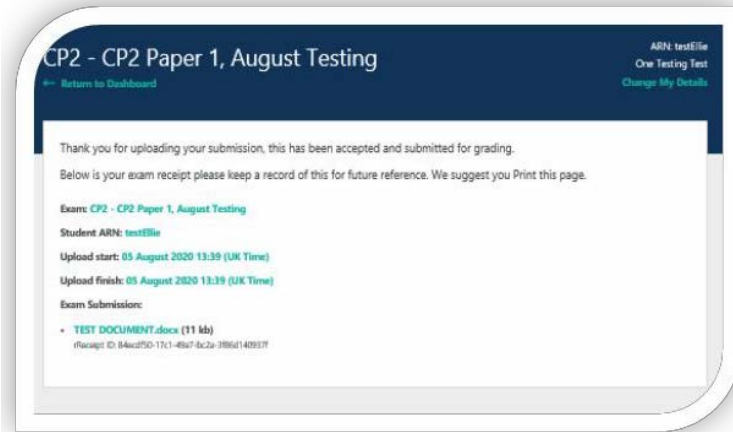 CP2 - CP2 Paper 1, August Testing
ARN: testEllie
One Testing Test
← Return to Dashboard
Change My Details
Thank you for uploading your submission, this has been accepted and submitted for grading.
Below is your exam receipt please keep a record of this for future reference. We suggest you Print this page.
Exam: CP2 - CP2 Paper 1, August Testing
Student ARN: testEllie
Upload start: 05 August 2020 13:39 (UK Time)
Upload finish: 05 August 2020 13:39 (UK Time)
Exam Submission:
• TEST DOCUMENT.docx (11 kb)
rReceipt ID: